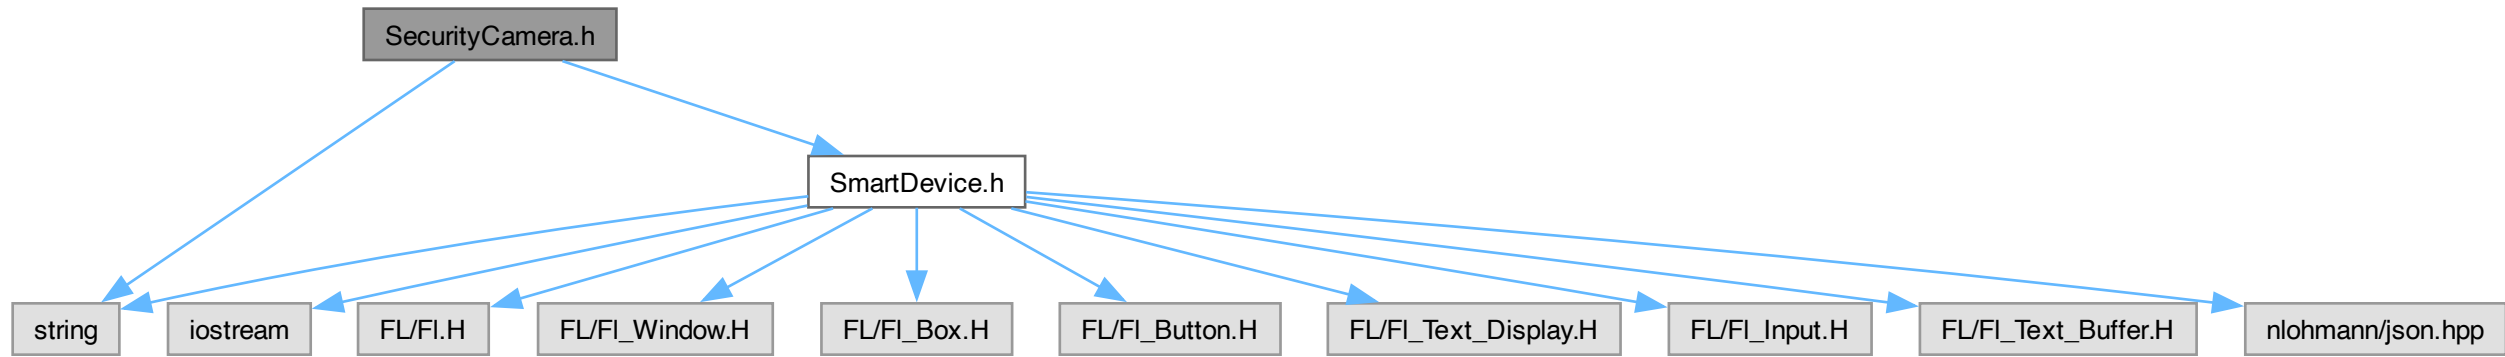 SecurityCamera.h
SmartDevice.h
string
iostream
FL/Fl.H
FL/Fl_Window.H
FL/Fl_Box.H
FL/Fl_Button.H
FL/Fl_Text_Display.H
FL/Fl_Input.H
FL/Fl_Text_Buffer.H
nlohmann/json.hpp